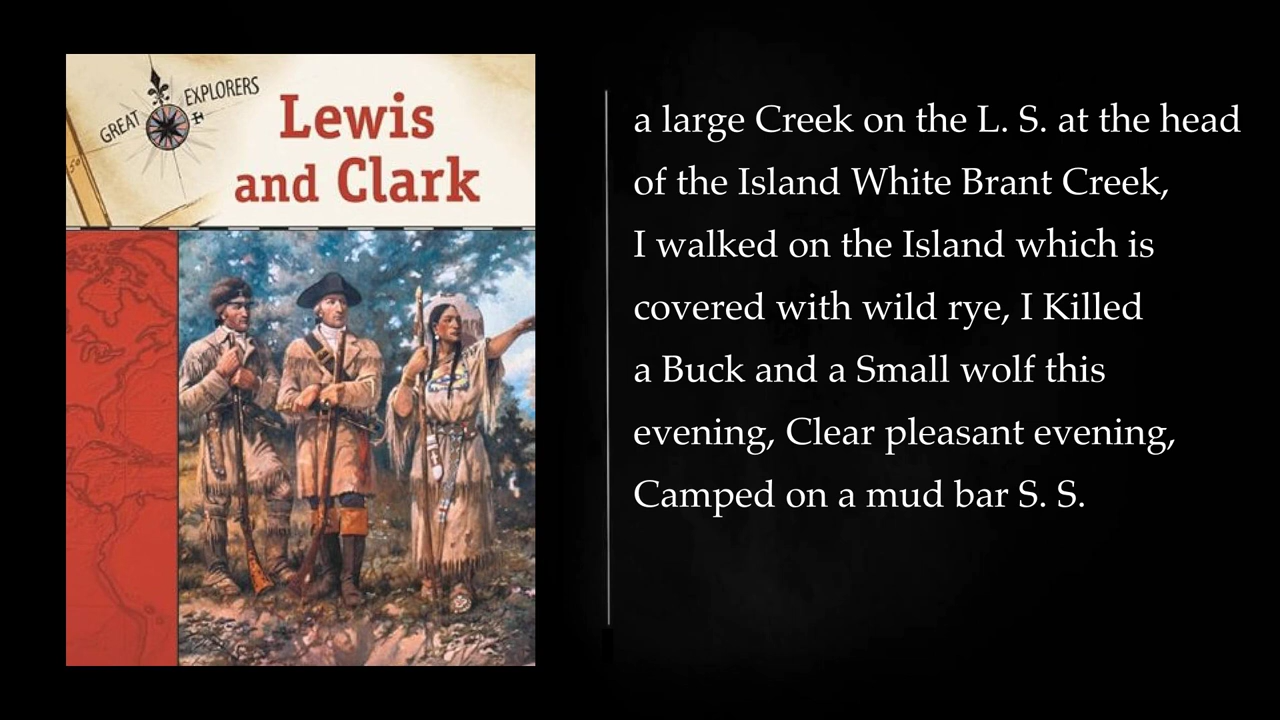 GREAT EXPLORERS
Lewis
and Clark
a large Creek on the L. S. at the head
of the Island White Brant Creek,
I walked on the Island which is
covered with wild rye, I Killed
a Buck and a Small wolf this
evening, Clear pleasant evening,
Camped on a mud bar S. S.